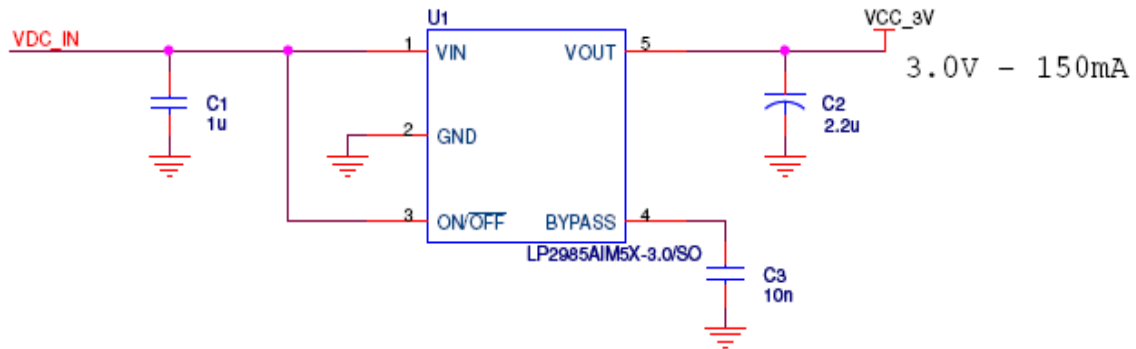 VDC_IN
C1
1u
U1
1
VIN
2
GND
3
ON/OFF
VOUT
5
BYPASS
4
LP2985AIM5X-3.0/SO
VCC_3V
3.0V - 150mA
C2
2.2u
C3
10n